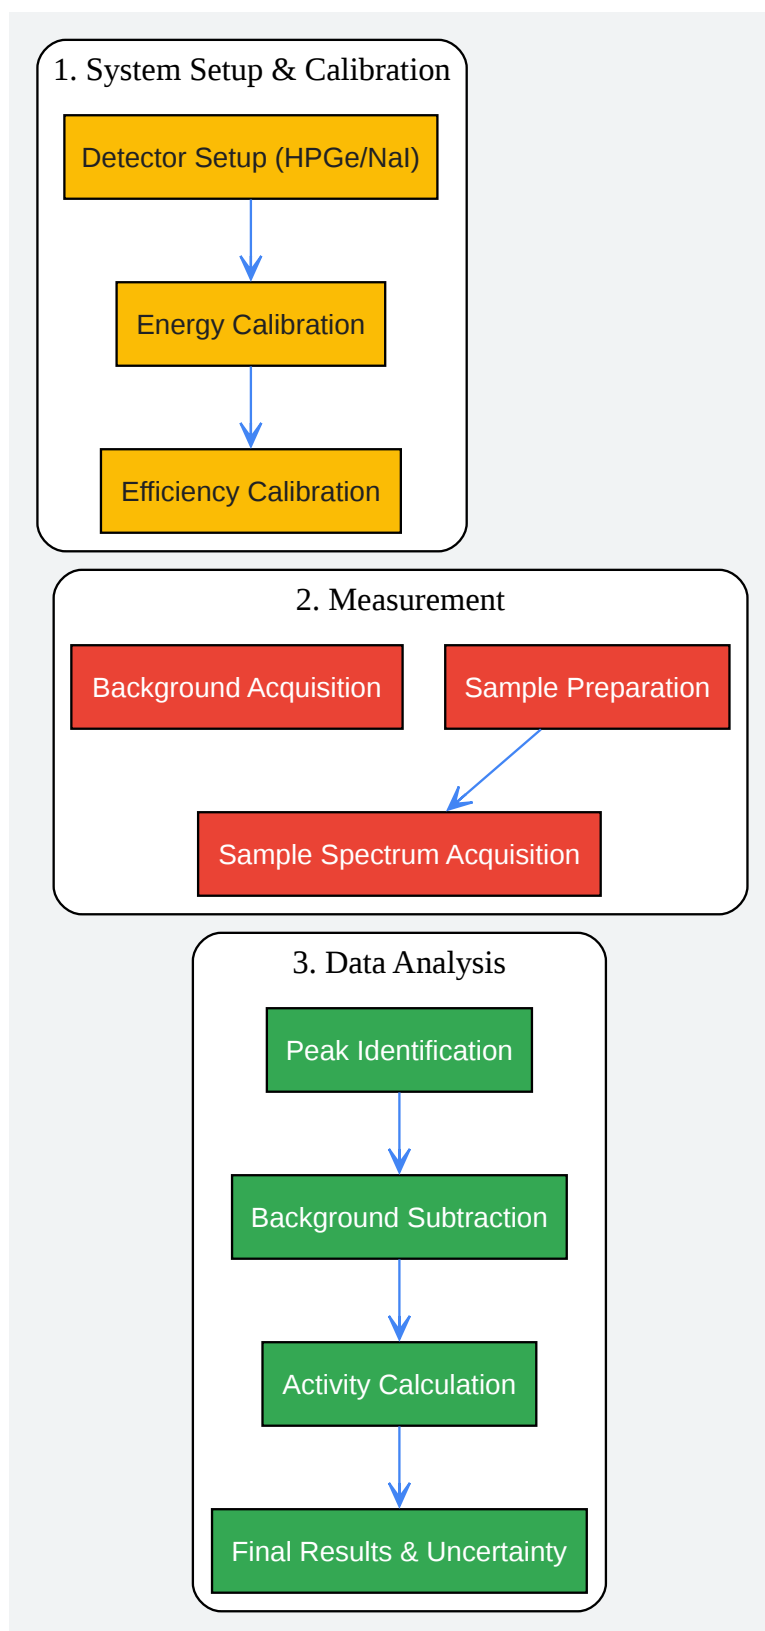 1. System Setup & Calibration
Detector Setup (HPGe/NaI)
Energy Calibration
Efficiency Calibration
2. Measurement
Background Acquisition
Sample Preparation
Sample Spectrum Acquisition
3. Data Analysis
Peak Identification
Background Subtraction
Activity Calculation
Final Results & Uncertainty